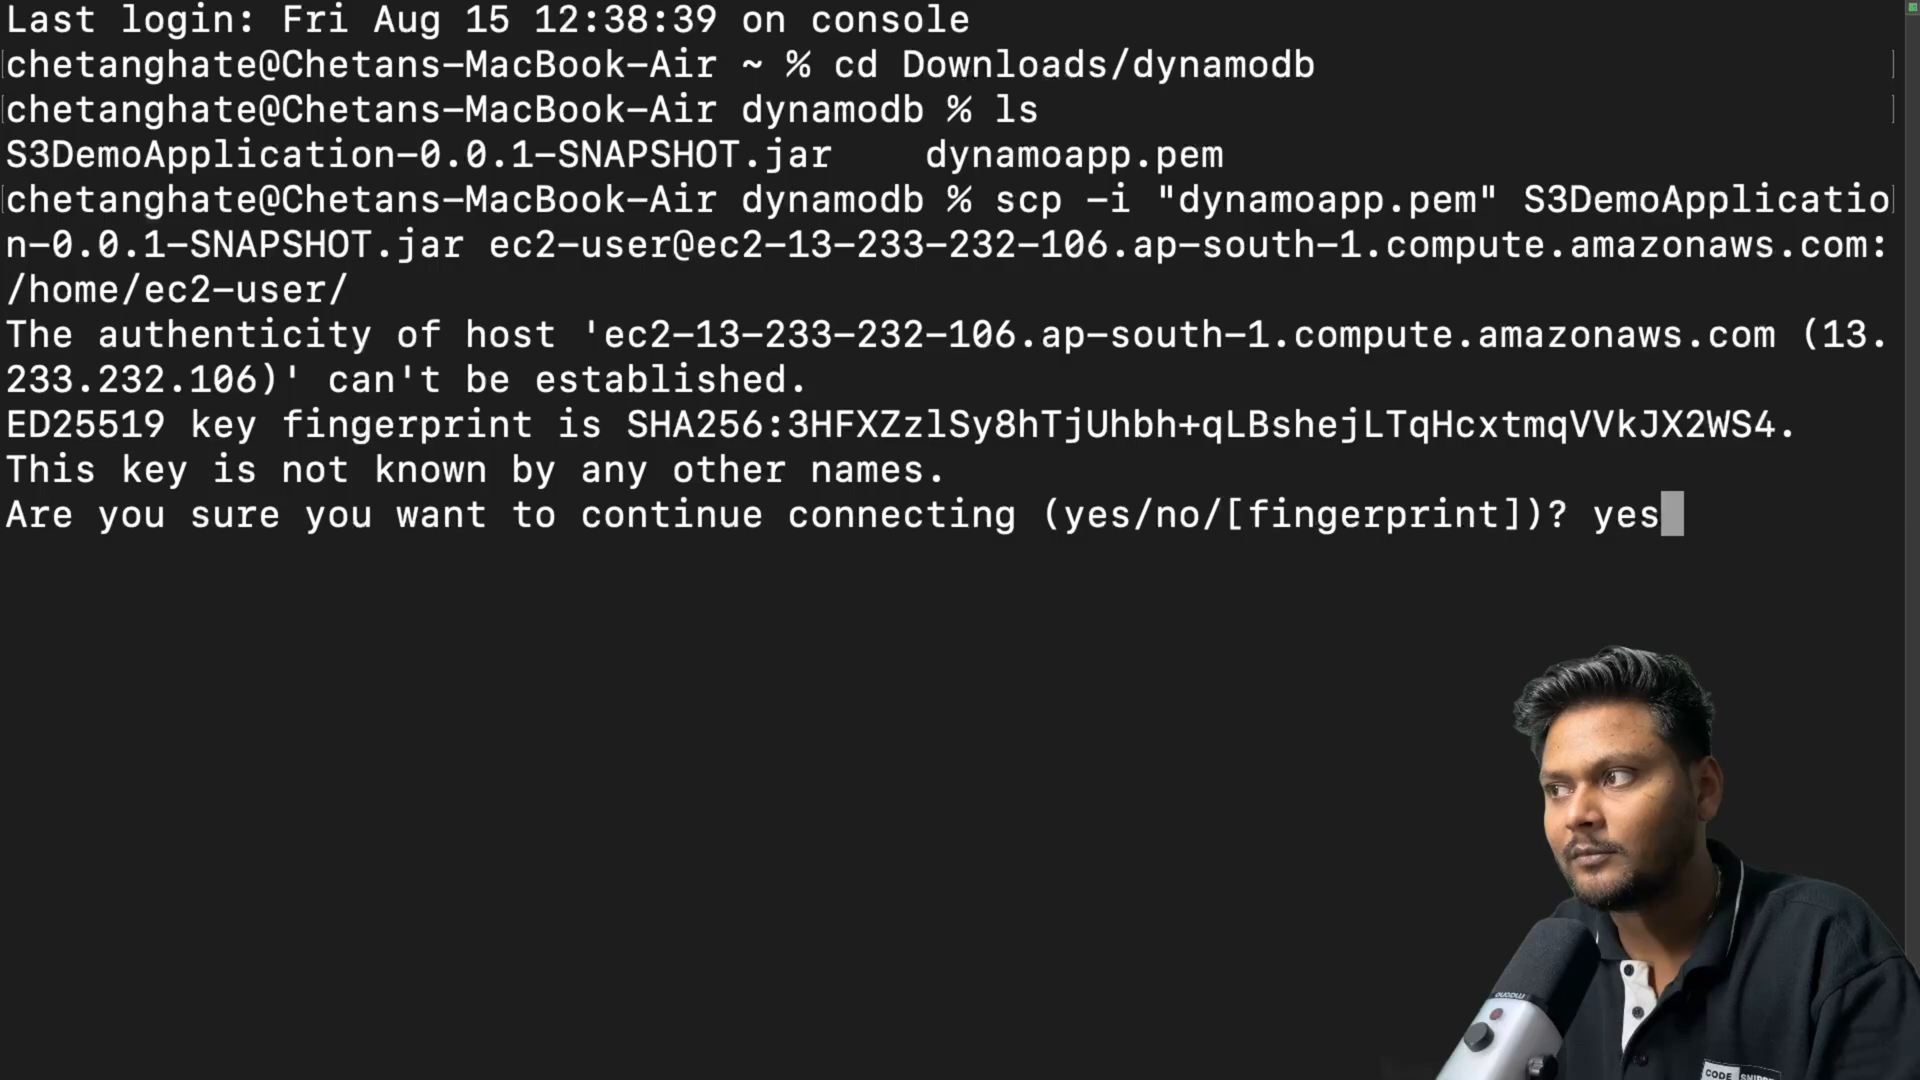 Last login: Fri Aug 15 12:38:39 on console
chetanghate@Chetans-MacBook-Air ~ % cd Downloads/dynamodb
chetanghate@Chetans-MacBook-Air dynamodb % ls
S3DemoApplication-0.0.1-SNAPSHOT.jar    dynamoapp.pem
chetanghate@Chetans-MacBook-Air dynamodb % scp -i "dynamoapp.pem" S3DemoApplicatio
n-0.0.1-SNAPSHOT.jar ec2-user@ec2-13-233-232-106.ap-south-1.compute.amazonaws.com:
/home/ec2-user/
The authenticity of host 'ec2-13-233-232-106.ap-south-1.compute.amazonaws.com (13.
233.232.106)' can't be established.
ED25519 key fingerprint is SHA256:3HFXZzlSy8hTjUhbh+qLBshejLTqHcxtmqVVkJX2WS4.
This key is not known by any other names.
Are you sure you want to continue connecting (yes/no/[fingerprint])? yes
maono
CODE